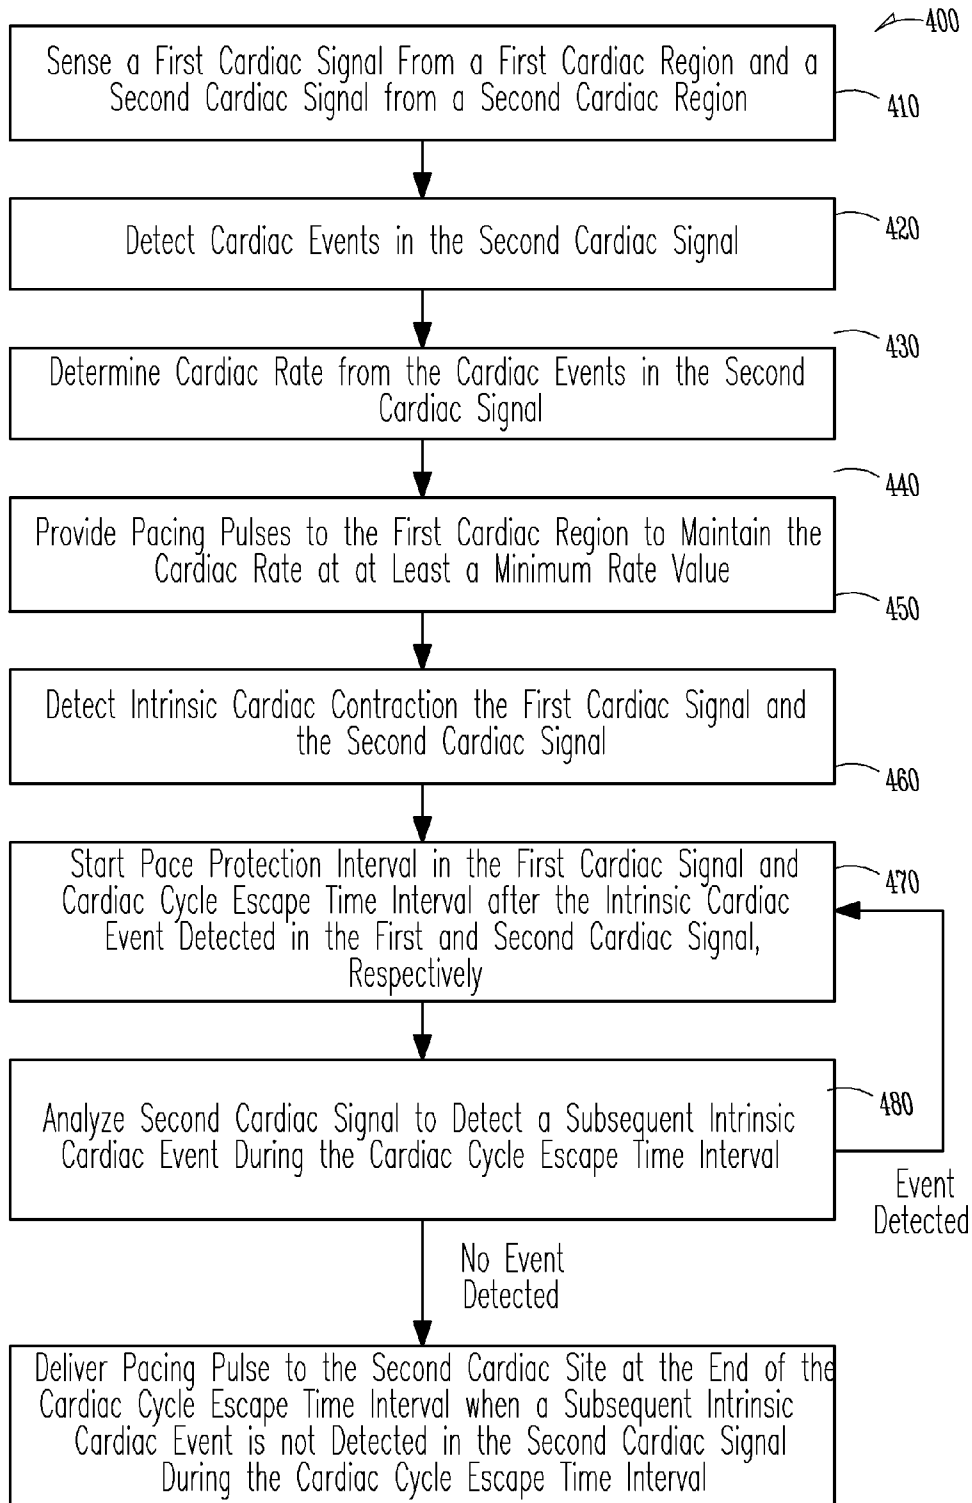 400
Sense a First Cardiac Signal From a First Cardiac Region and a
Second Cardiac Signal from a Second Cardiac Region
410
Detect Cardiac Events in the Second Cardiac Signal
420
430
Determine Cardiac Rate from the Cardiac Events in the Second
Cardiac Signal
440
Provide Pacing Pulses to the First Cardiac Region to Maintain the
Cardiac Rate at at Least a Minimum Rate Value
450
Detect Intrinsic Cardiac Contraction the First Cardiac Signal and
the Second Cardiac Signal
460
Start Pace Protection Interval in the First Cardiac Signal and
Cardiac Cycle Escape Time Interval after the Intrinsic Cardiac
Event Detected in the First and Second Cardiac Signal,
Respectively
470
480
Analyze Second Cardiac Signal to Detect a Subsequent Intrinsic
Cardiac Event During the Cardiac Cycle Escape Time Interval
Event
Detected
No Event
Detected
Deliver Pacing Pulse to the Second Cardiac Site at the End of the
Cardiac Cycle Escape Time Interval when a Subsequent Intrinsic
Cardiac Event is not Detected in the Second Cardiac Signal
During the Cardiac Cycle Escape Time Interval